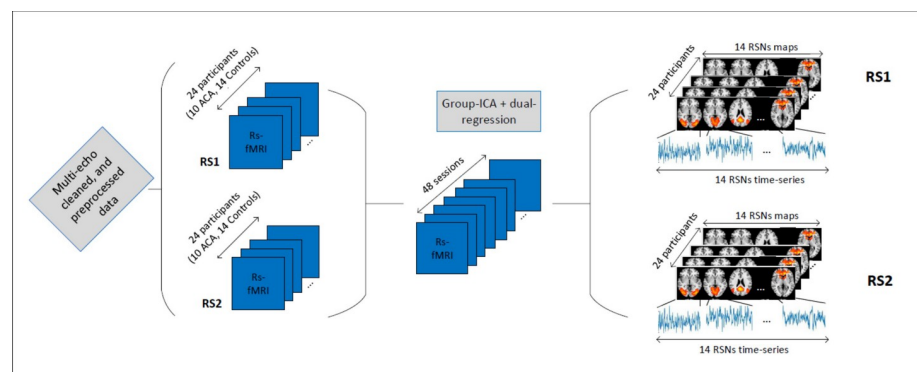 Multi-echo
cleaned, and
preprocessed
data
24 participants
(10 ACA, 14 Controls)
Rs-
fMRI
...
RS1
24 participants
(10 ACA, 14 Controls)
Rs-
fMRI
...
RS2
Group-ICA + dual-
regression
48 sessions
Rs-
fMRI
...
14 RSNs maps
24 participants
...
...
14 RSNs time-series
RS1
14 RSNs maps
24 participants
...
...
14 RSNs time-series
RS2